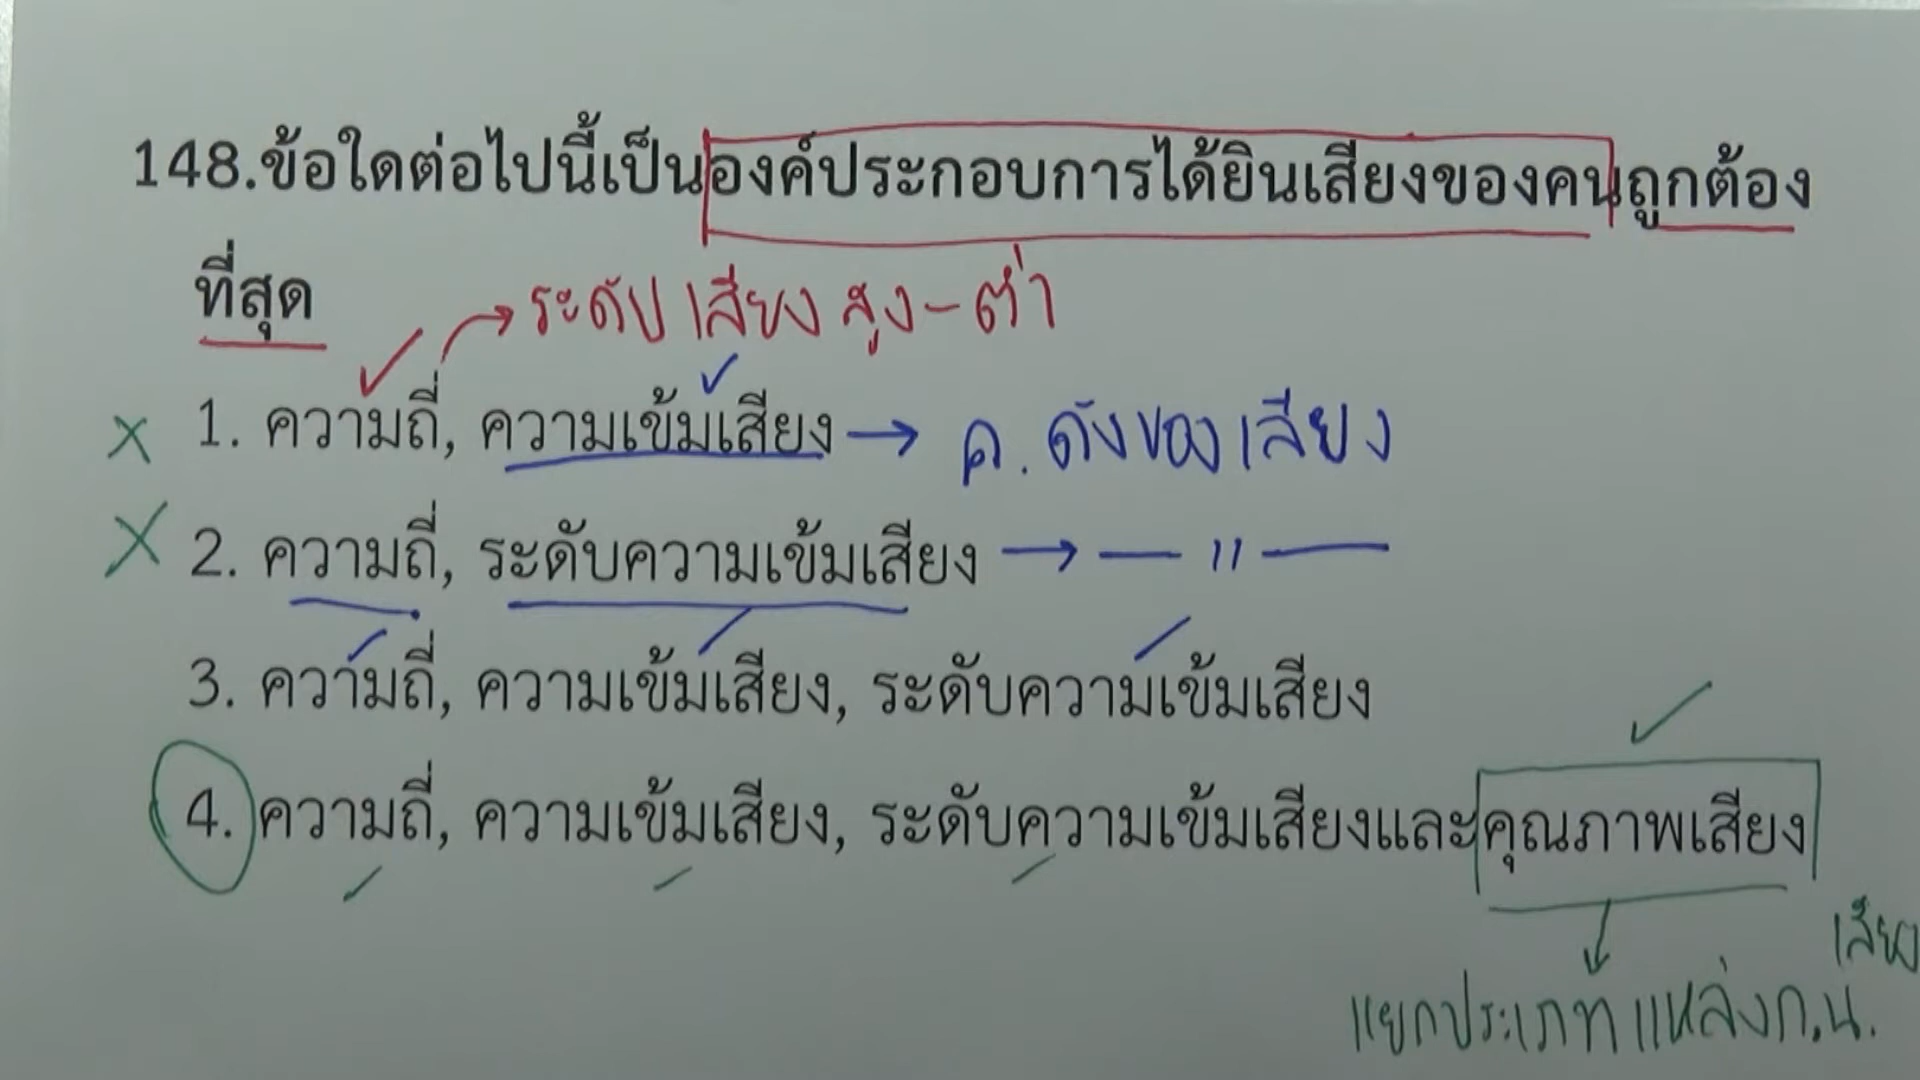 148.ข้อใดต่อไปนี้เป็นองค์ประกอบการได้ยินเสียงของคนถูกต้อง
ที่สุด
ระดับเสียงสูง-ต่ำ
1. ความถี่, ความเข้มเสียง → ค. ดังของเสียง
2. ความถี่, ระดับความเข้มเสียง → — " —
3. ความถี่, ความเข้มเสียง, ระดับความเข้มเสียง
4. ความถี่, ความเข้มเสียง, ระดับความเข้มเสียงและคุณภาพเสียง
เสียง
แยกประเภทแหล่งก.น.